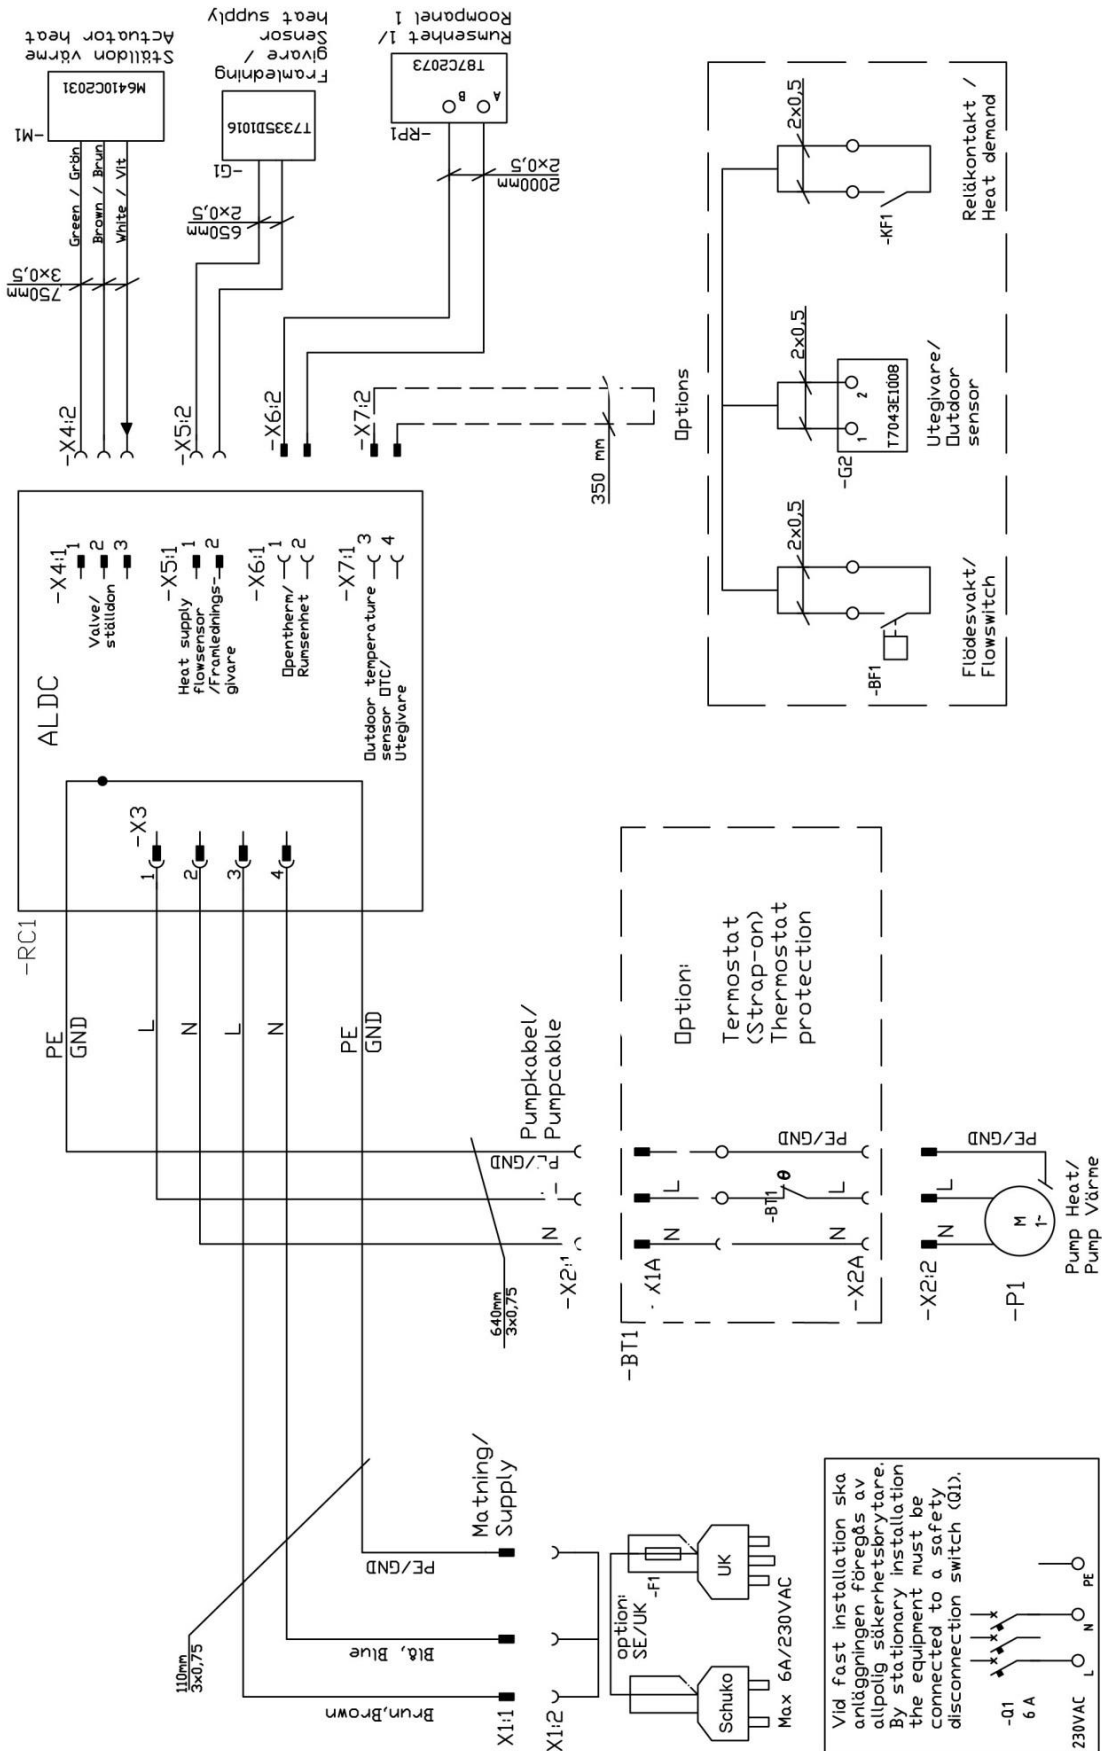 Ställdon värme
Actuator heat
M6410C2031
-M1
Green / Grön
Brown / Brun
White / Vit
750mm
3x0,5
-X4:2
Framledning
givare /
Sensor
heat supply
T7335D1016
-G1
650mm
2x0,5
-X5:2
Rumsenhet 1/
Roompanel 1
T87C2073
B
A
-RP1
2000mm
2x0,5
-X6:2
-X7:2
350 mm
Options
2x0,5
-KF1
Reläkontakt /
Heat demand
2x0,5
1
2
T7043E1008
-G2
Utegivare/
Outdoor
sensor
2x0,5
-BF1
Flödesvakt/
Flowswitch
-RC1
ALDC
-X4:1
1
2
3
Valve/
ställdon
-X5:1
1
2
Heat supply
flowsensor
/Framlednings-
givare
-X6:1
1
2
Opentherm/
Rumsenhet
-X7:1
3
4
Outdoor temperature
sensor OTC/
Utegivare
-X3
1
2
3
4
PE
GND
L
N
L
N
PE
GND
Pumpkabel/
Pumpcable
PE/GND
N
640mm
3x0,75
-X2:1
-BT1
Option:
Termostat
(Strap-on)
Thermostat
protection
X1A
N
L
-BT1
θ
PE/GND
L
N
-X2A
-X2:2
N
L
PE/GND
M
1~
-P1
Pump Heat/
Pump Värme
110mm
3x0,75
Matning/
Supply
PE/GND
Blå, Blue
Brun,Brown
X1:1
X1:2
option:
SE/UK
-F1
UK
Schuko
Max 6A/230VAC
Vid fast installation ska
anläggningen föregås av
allpolig säkerhetsbrytare.
By stationary installation
the equipment must be
connected to a safety
disconnection switch (Q1).
-Q1
6 A
230VAC
L
N
PE